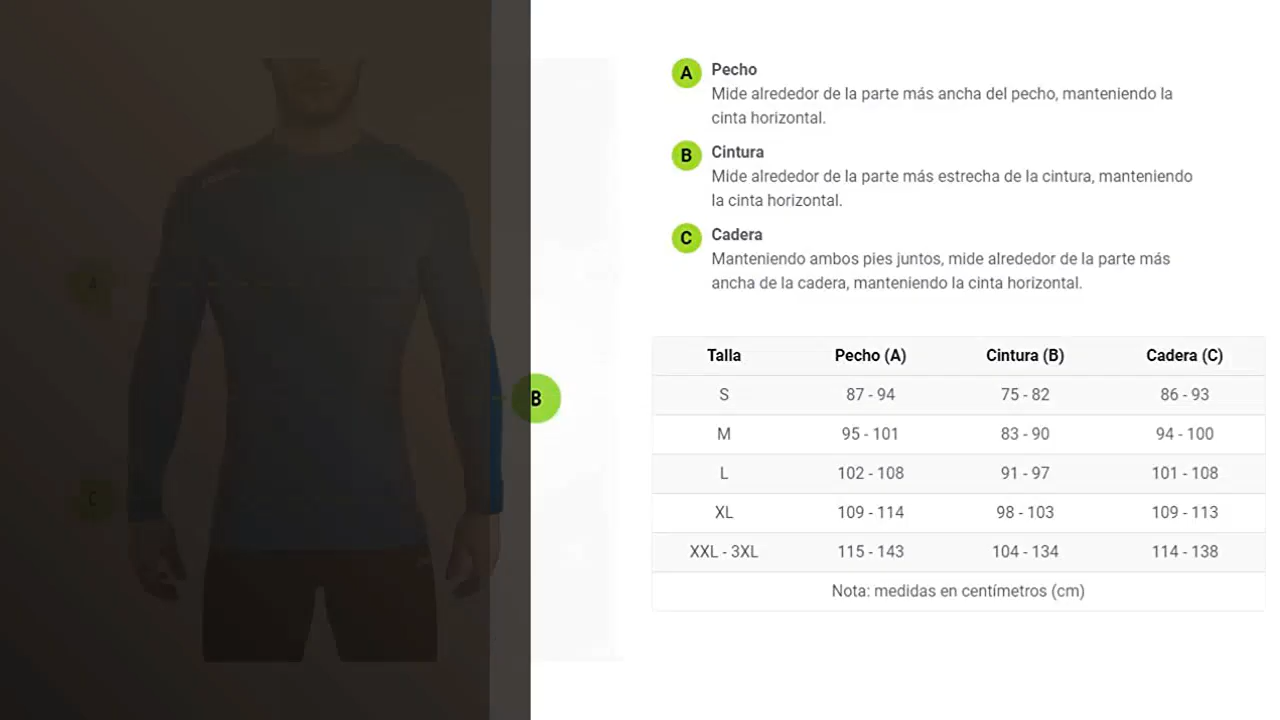 A
B
C
A Pecho
Mide alrededor de la parte más ancha del pecho, manteniendo la
cinta horizontal.
B Cintura
Mide alrededor de la parte más estrecha de la cintura, manteniendo
la cinta horizontal.
C Cadera
Manteniendo ambos pies juntos, mide alrededor de la parte más
ancha de la cadera, manteniendo la cinta horizontal.
Talla Pecho (A) Cintura (B) Cadera (C)
S 87 - 94 75 - 82 86 - 93
M 95 - 101 83 - 90 94 - 100
L 102 - 108 91 - 97 101 - 108
XL 109 - 114 98 - 103 109 - 113
XXL - 3XL 115 - 143 104 - 134 114 - 138
Nota: medidas en centímetros (cm)